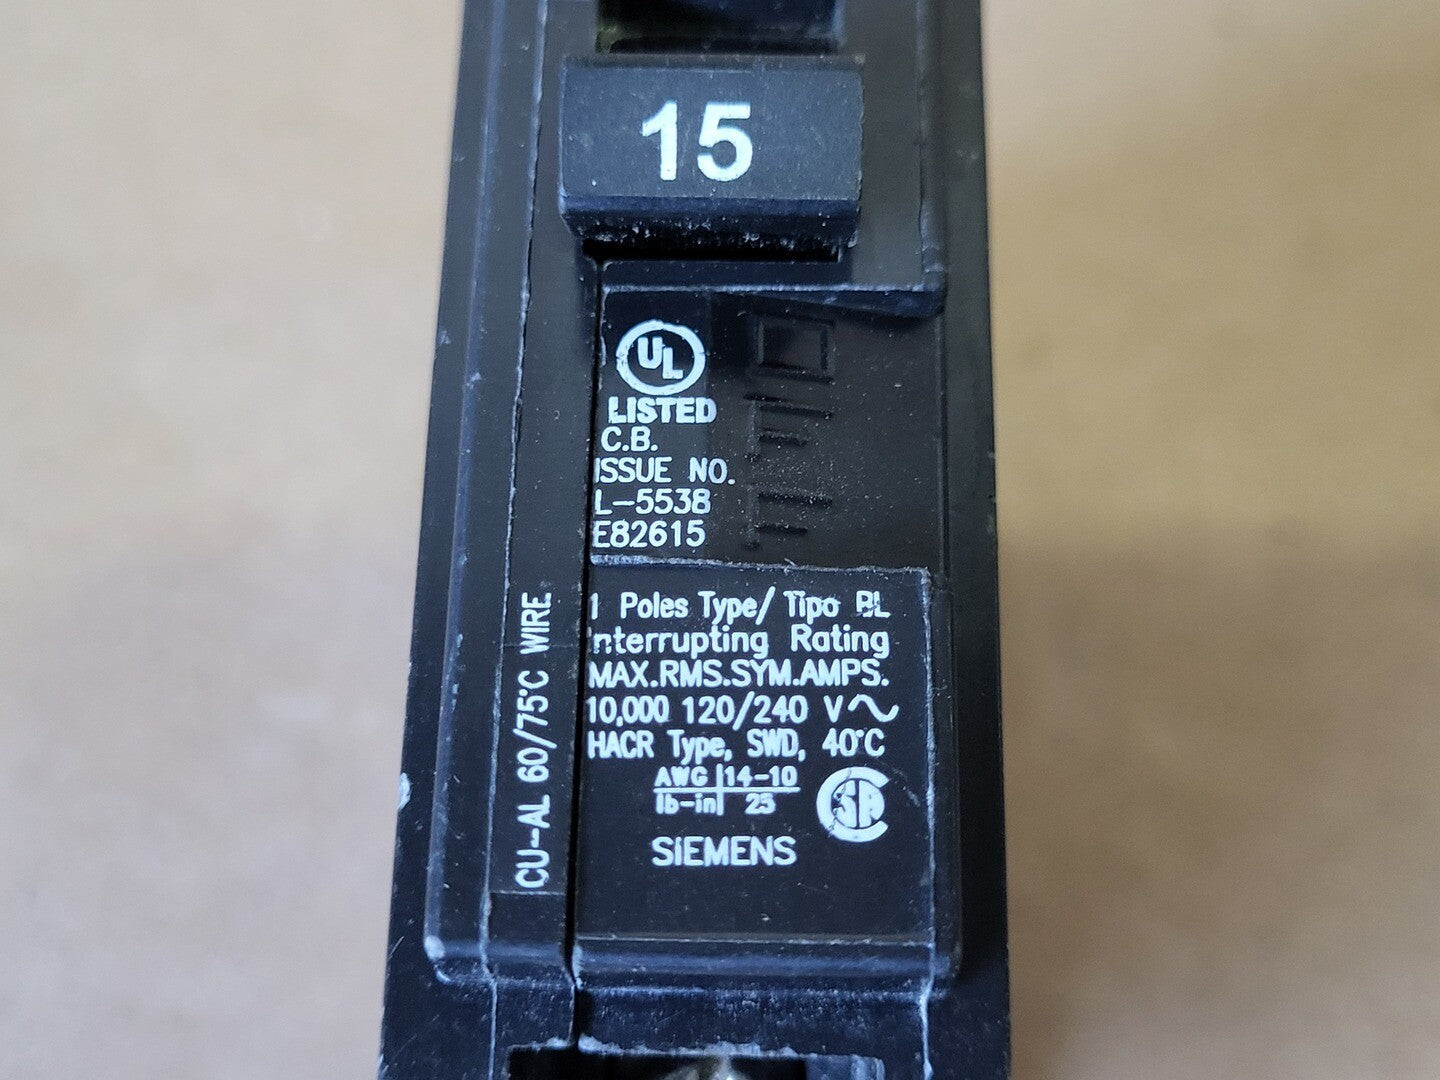 15
UL
LISTED
C.B.
ISSUE NO.
L-5538
E82615
1 Poles Type/ Tipo BL
Interrupting Rating
MAX.RMS.SYM.AMPS.
10,000 120/240 V~
HACR Type, SWD, 40°C
AWG 14-10
lb-in 25
SIEMENS
CU-AL 60/75°C WIRE